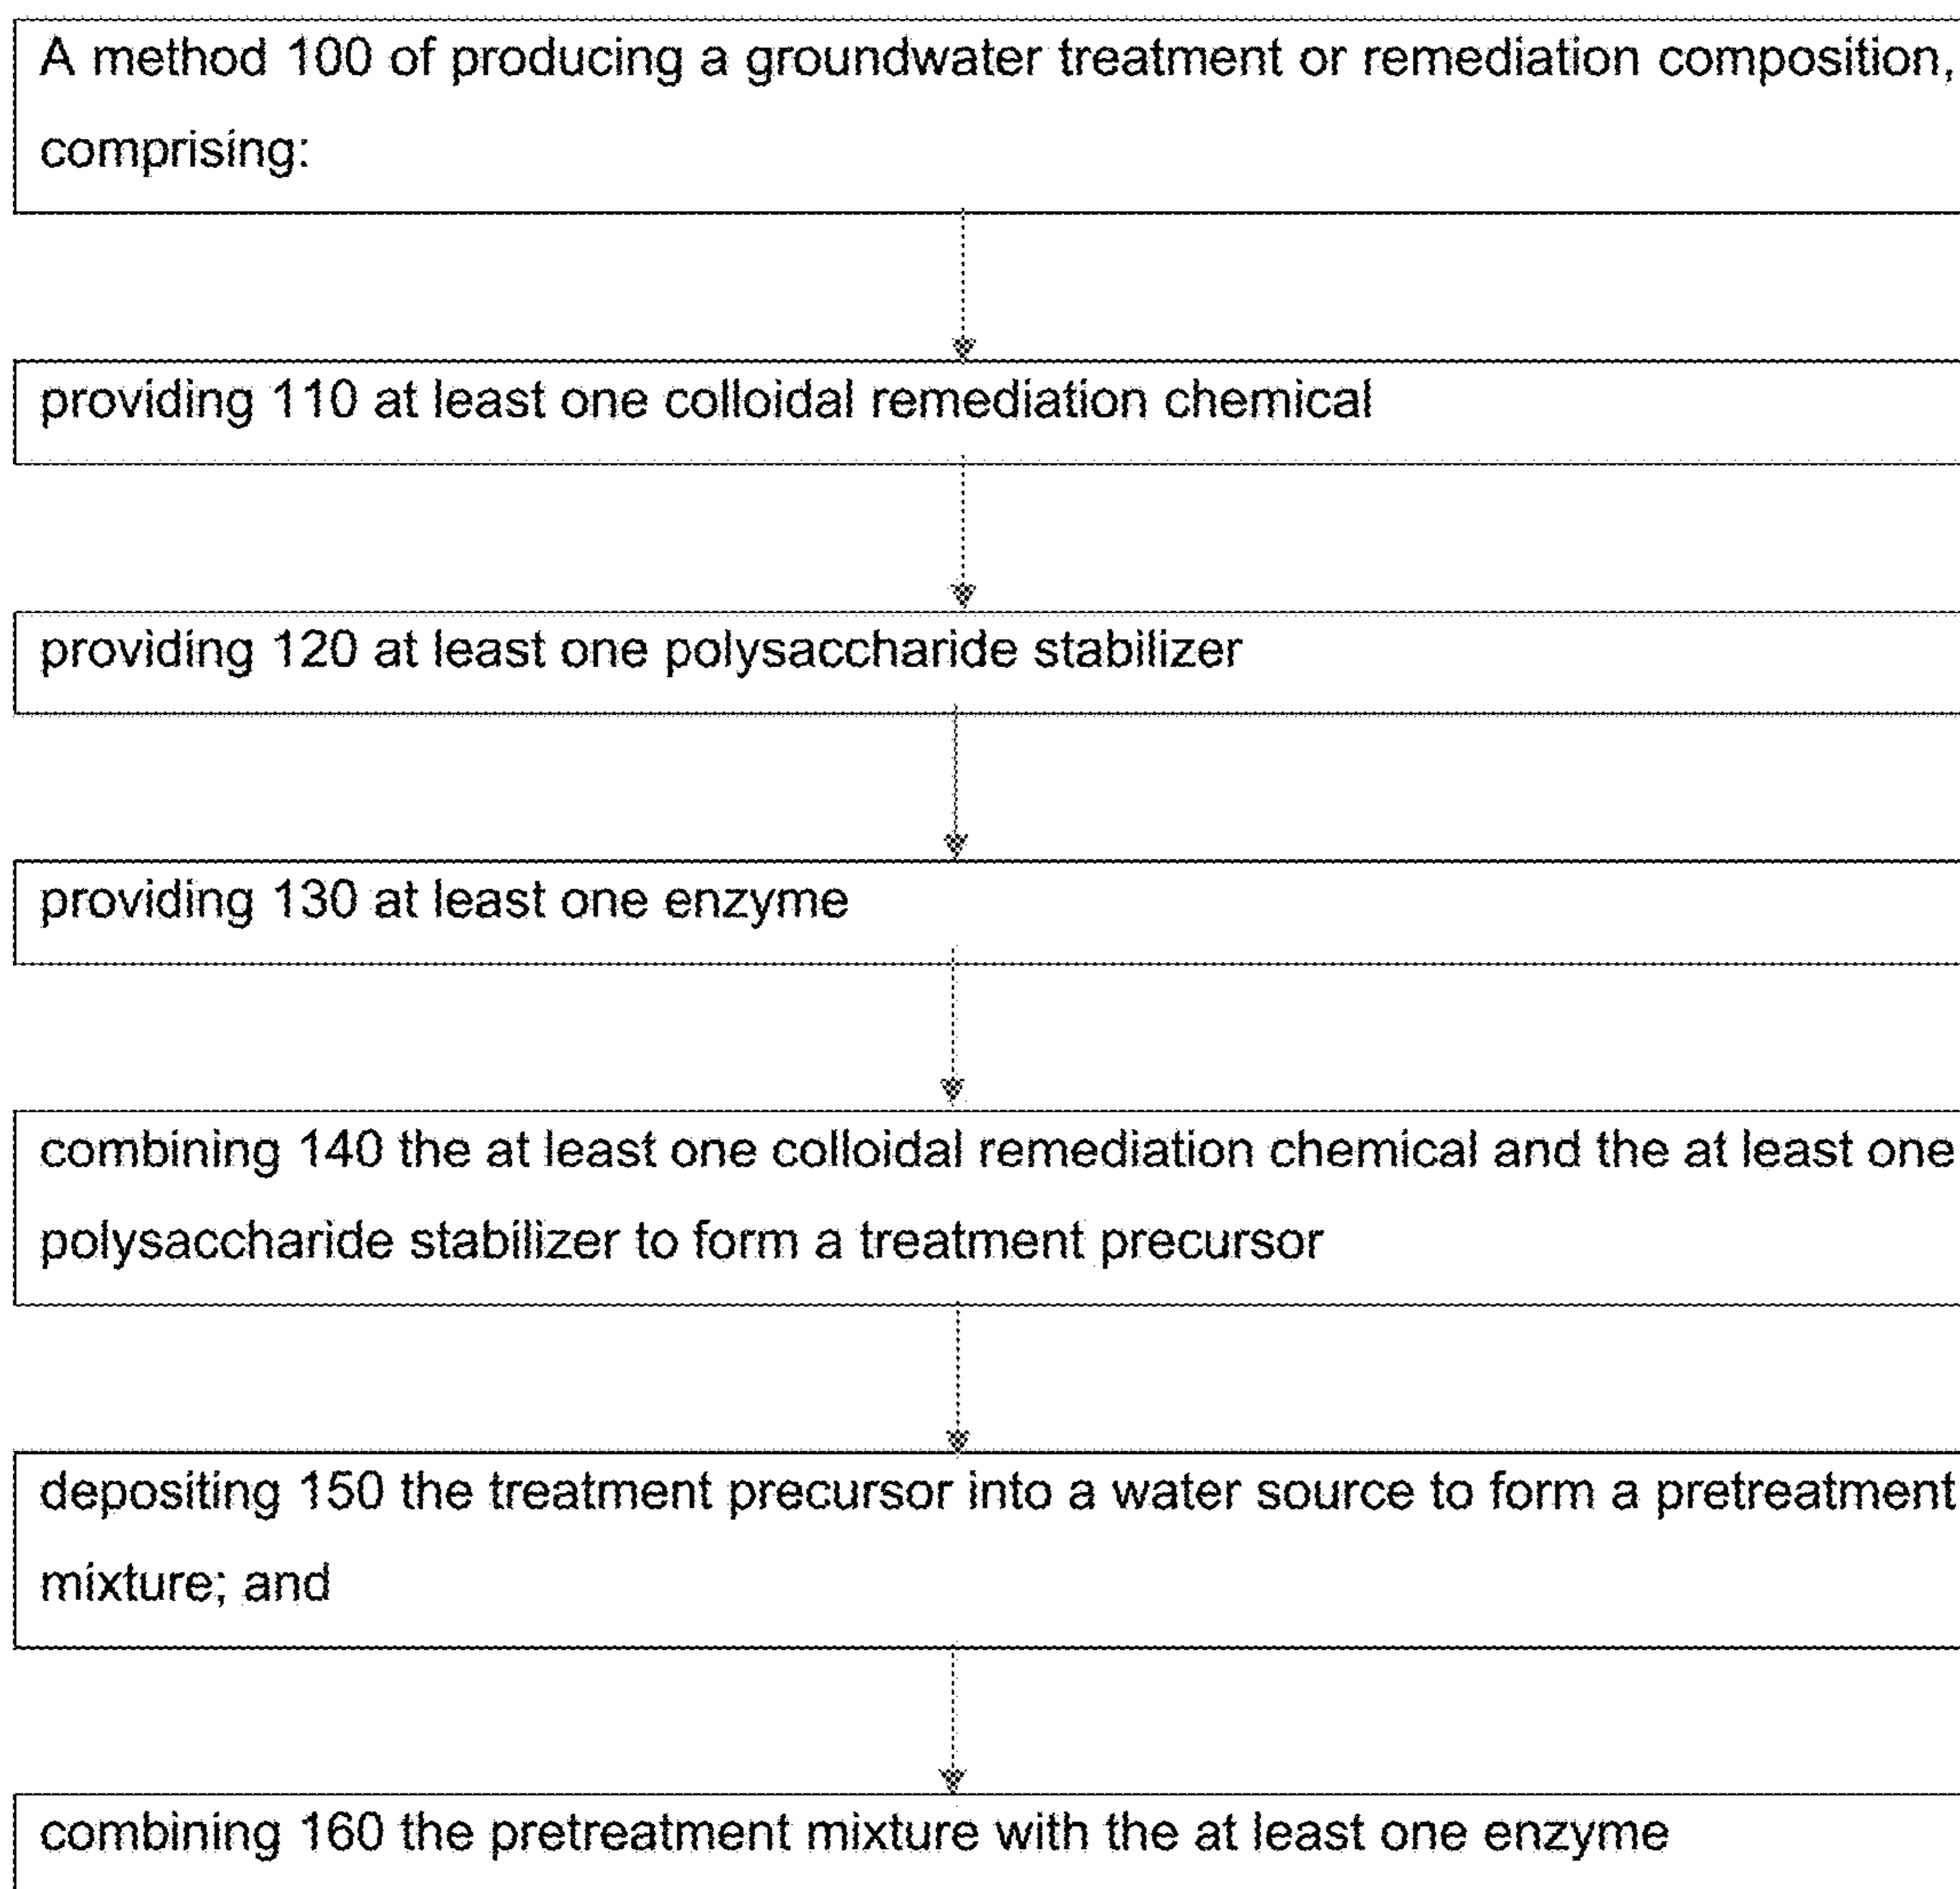 A method 100 of producing a groundwater treatment or remediation composition,
comprising:
providing 110 at least one colloidal remediation chemical
providing 120 at least one polysaccharide stabilizer
providing 130 at least one enzyme
combining 140 the at least one colloidal remediation chemical and the at least one
polysaccharide stabilizer to form a treatment precursor
depositing 150 the treatment precursor into a water source to form a pretreatment
mixture; and
combining 160 the pretreatment mixture with the at least one enzyme